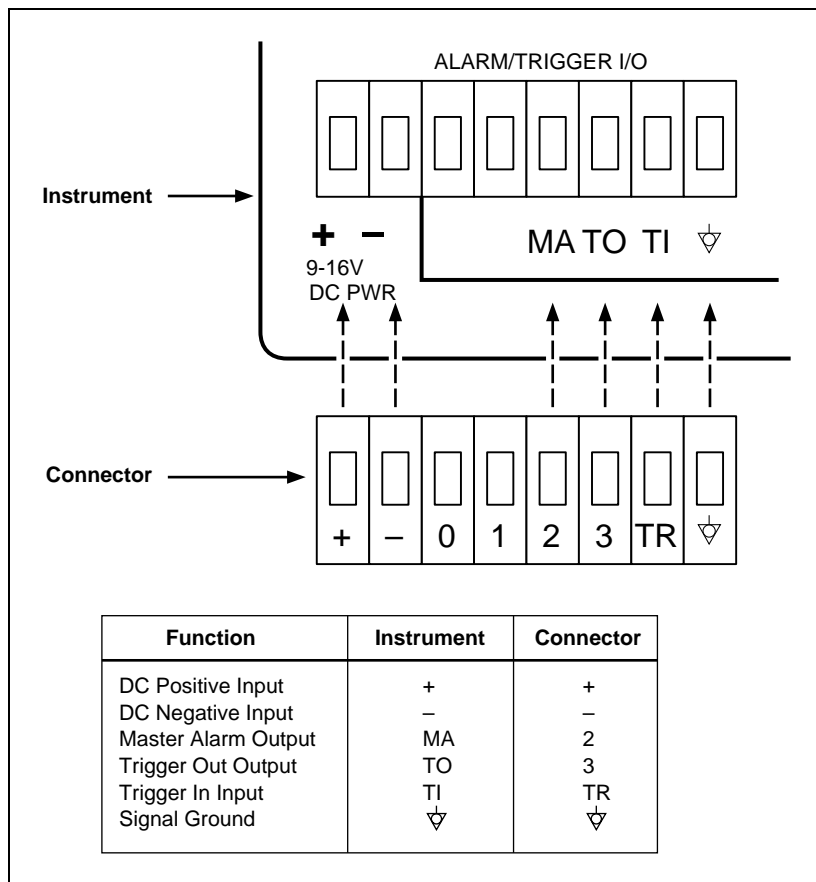 ALARM/TRIGGER I/O
Instrument
+ – MA TO TI
9-16V
DC PWR
Connector
+ – 0 1 2 3 TR
Function Instrument Connector
DC Positive Input + +
DC Negative Input – –
Master Alarm Output MA 2
Trigger Out Output TO 3
Trigger In Input TI TR
Signal Ground